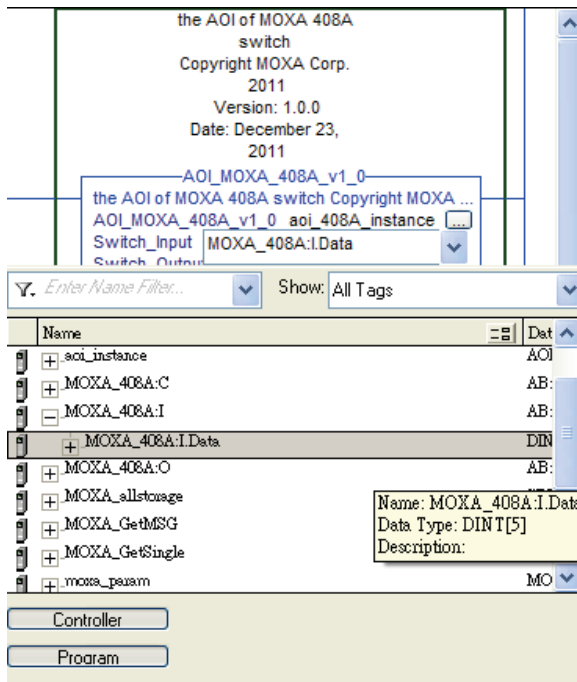 the AOI of MOXA 408A
switch
Copyright MOXA Corp.
2011
Version: 1.0.0
Date: December 23,
2011
AOI_MOXA_408A_v1_0
the AOI of MOXA 408A switch Copyright MOXA ...
AOI_MOXA_408A_v1_0 aoi_408A_instance ...
Switch_Input MOXA_408A:I.Data
Switch_Output
Enter Name Filter... Show: All Tags
Name Dat
aoi_instance AOI
MOXA_408A:C AB:
MOXA_408A:I AB:
MOXA_408A:I.Data DIN
MOXA_408A:O AB:
MOXA_allstorage
MOXA_GetMSG
MOXA_GetSingle
moxa_param MO
Name: MOXA_408A:I.Data
Data Type: DINT[5]
Description:
Controller
Program